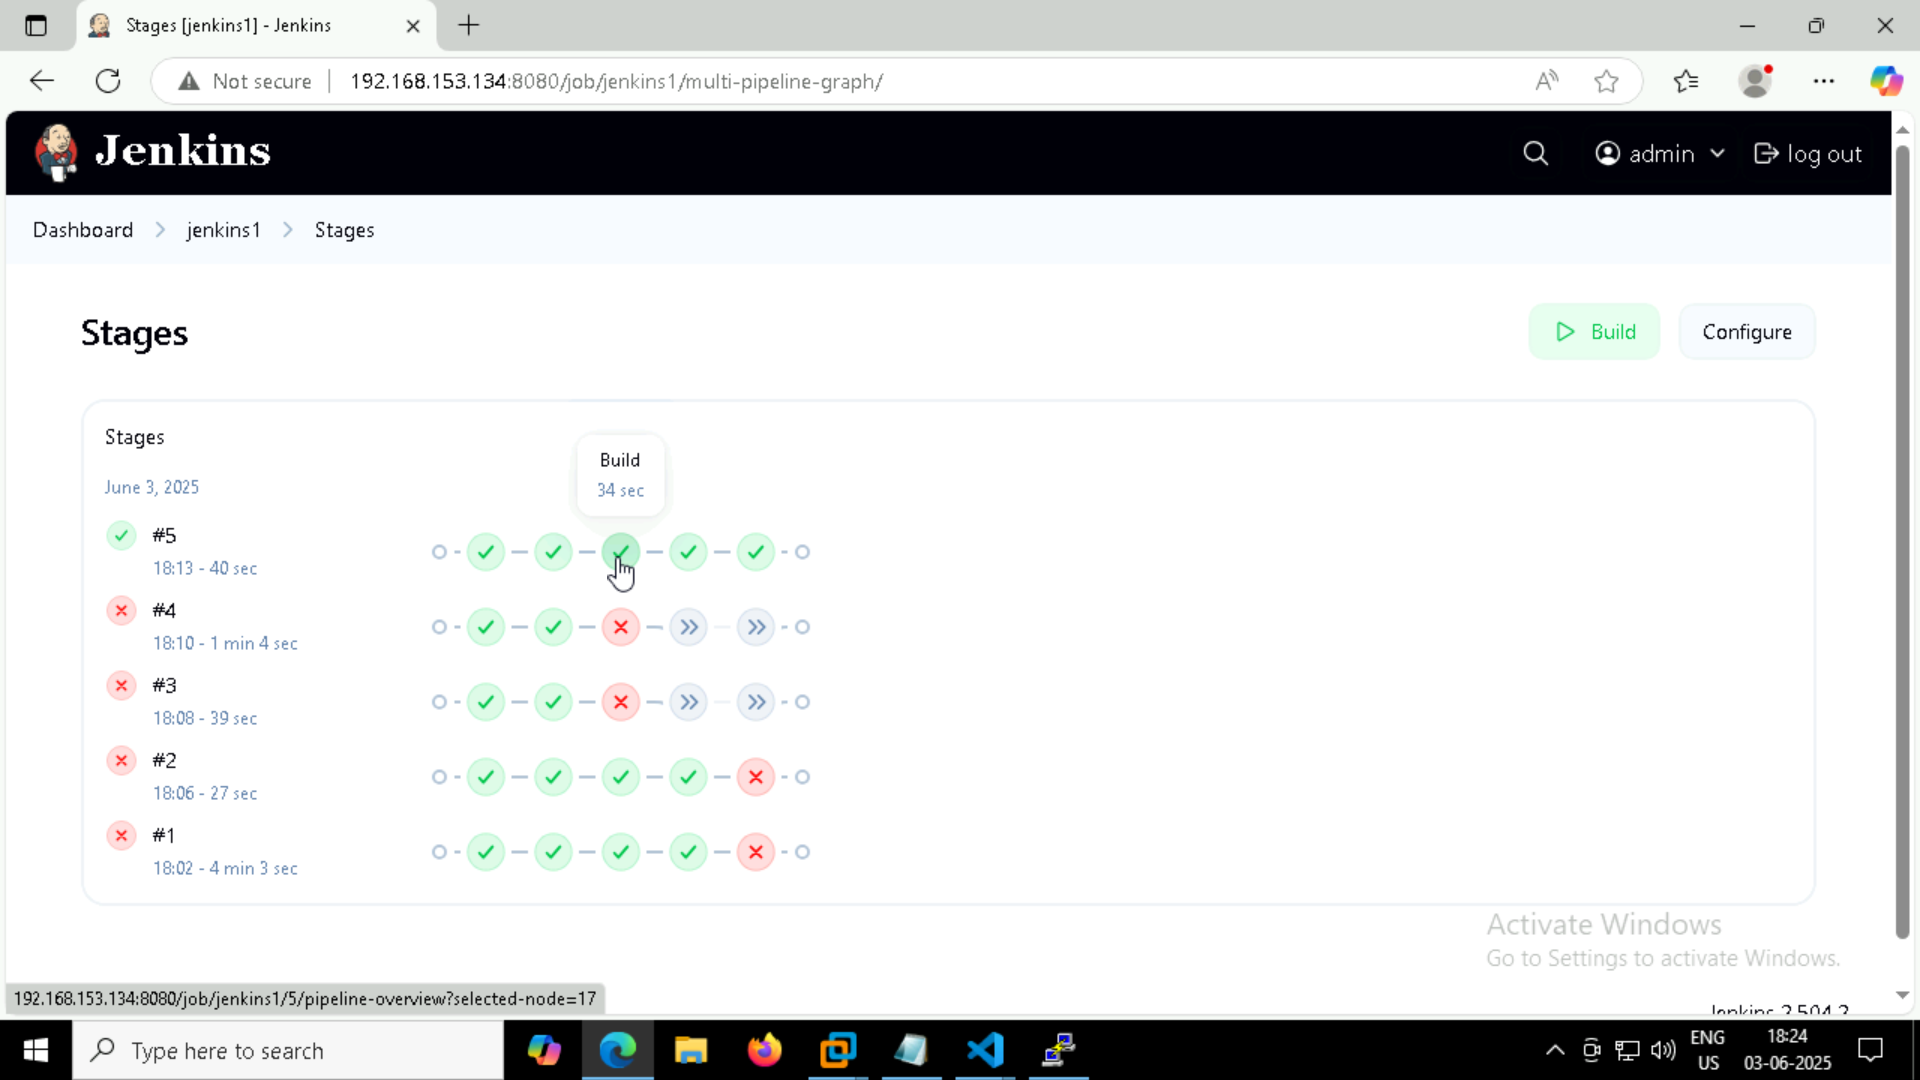 Stages [jenkins1] - Jenkins
Not secure
192.168.153.134:8080/job/jenkins1/multi-pipeline-graph/
Jenkins
admin
log out
Dashboard
jenkins1
Stages
Stages
Build
Configure
Stages
Build
34 sec
June 3, 2025
#5
18:13 - 40 sec
#4
18:10 - 1 min 4 sec
#3
18:08 - 39 sec
#2
18:06 - 27 sec
#1
18:02 - 4 min 3 sec
Activate Windows
Go to Settings to activate Windows.
192.168.153.134:8080/job/jenkins1/5/pipeline-overview?selected-node=17
Jenkins 2.504.2
Type here to search
ENG
US
18:24
03-06-2025